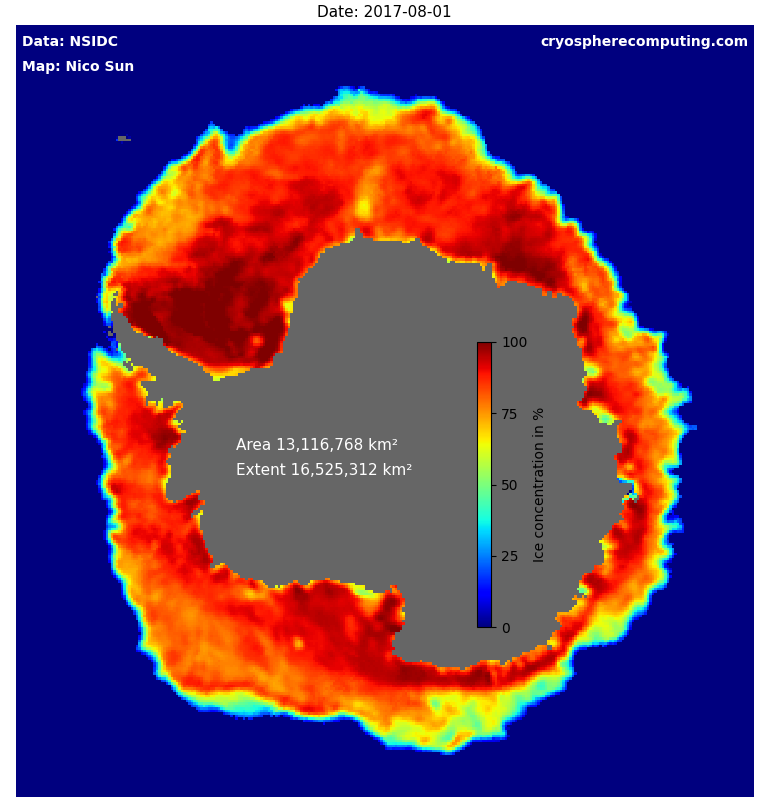 Date: 2017-08-01
Data: NSIDC
cryospherecomputing.com
Map: Nico Sun
100
75
50
25
0
Ice concentration in %
Area 13,116,768 km²
Extent 16,525,312 km²